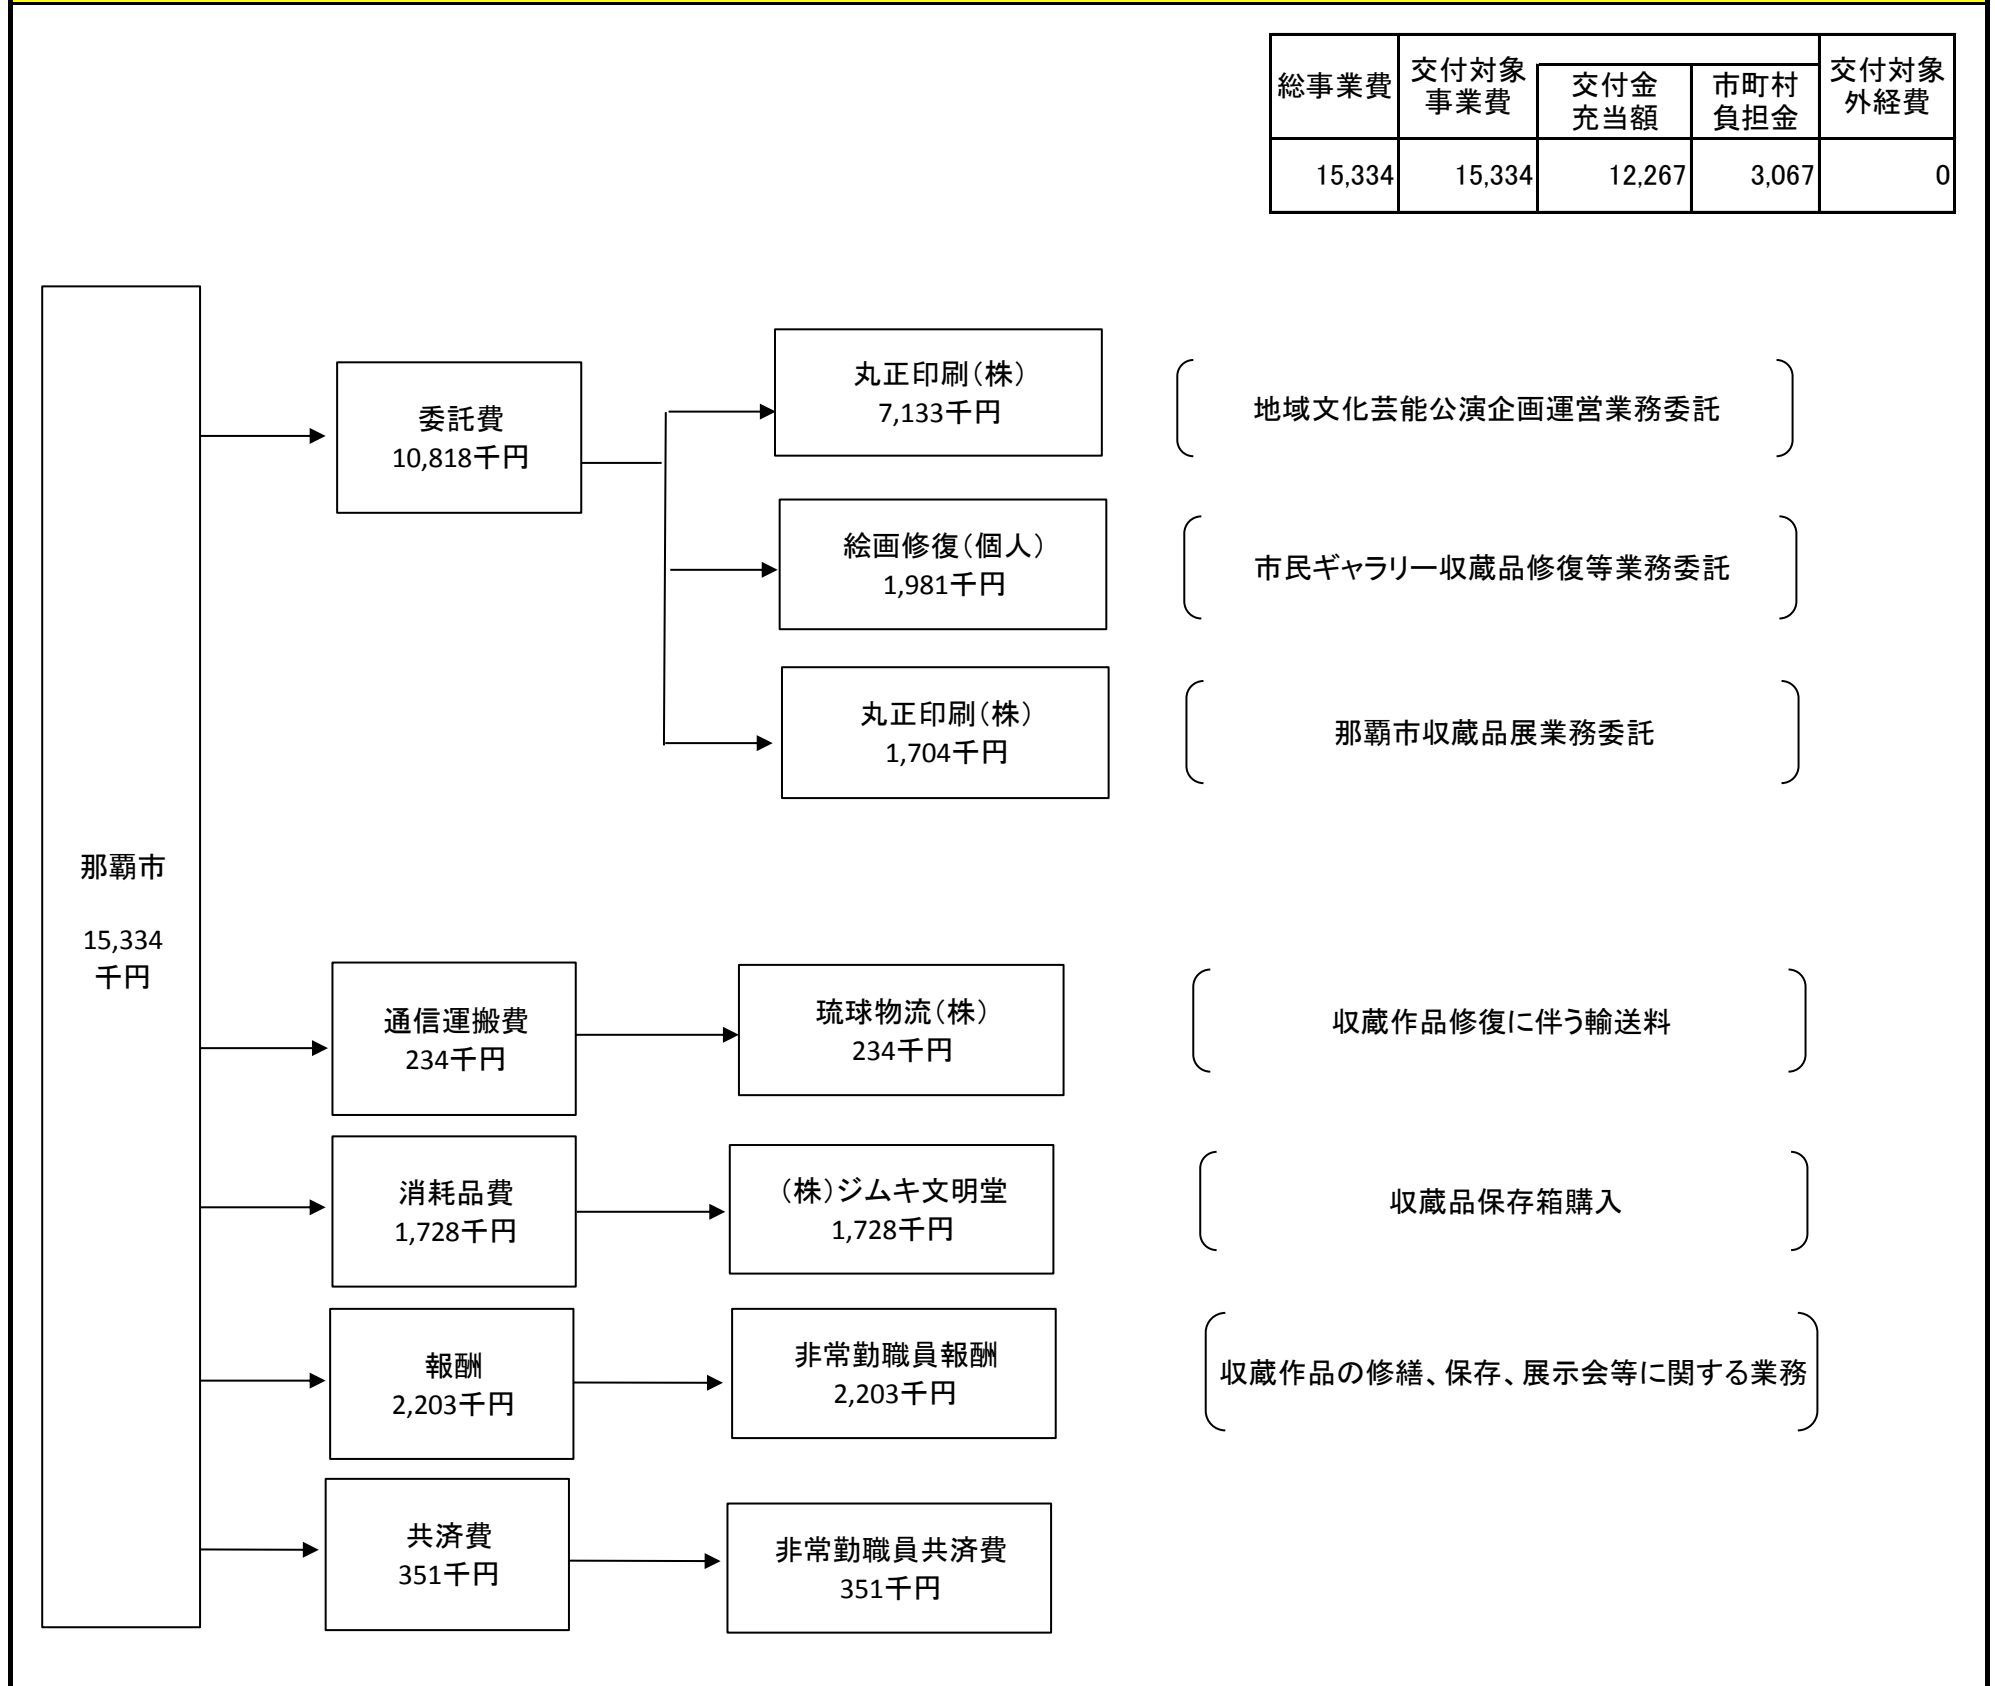 総事業費
交付対象
事業費
交付金
充当額
市町村
負担金
交付対象
外経費
15,334
15,334
12,267
3,067
0
那覇市
15,334
千円
委託費
10,818千円
丸正印刷（株）
7,133千円
地域文化芸能公演企画運営業務委託
絵画修復（個人）
1,981千円
市民ギャラリー収蔵品修復等業務委託
丸正印刷（株）
1,704千円
那覇市収蔵品展業務委託
通信運搬費
234千円
琉球物流（株）
234千円
収蔵作品修復に伴う輸送料
消耗品費
1,728千円
（株）ジムキ文明堂
1,728千円
収蔵品保存箱購入
報酬
2,203千円
非常勤職員報酬
2,203千円
収蔵作品の修繕、保存、展示会等に関する業務
共済費
351千円
非常勤職員共済費
351千円